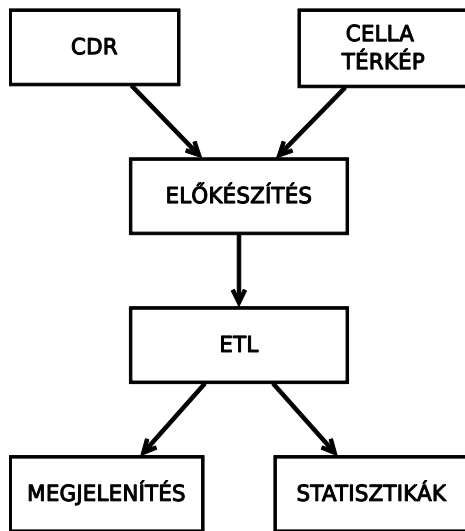 CDR
CELLA
TÉRKÉP
ELŐKÉSZÍTÉS
ETL
MEGJELENÍTÉS
STATISZTIKÁK